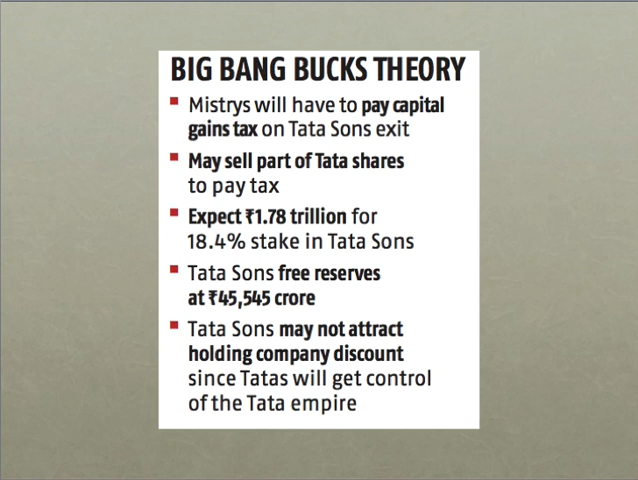 BIG BANG BUCKS THEORY
Mistrys will have to pay capital
gains tax on Tata Sons exit
May sell part of Tata shares
to pay tax
Expect ₹1.78 trillion for
18.4% stake in Tata Sons
Tata Sons free reserves
at ₹45,545 crore
Tata Sons may not attract
holding company discount
since Tatas will get control
of the Tata empire